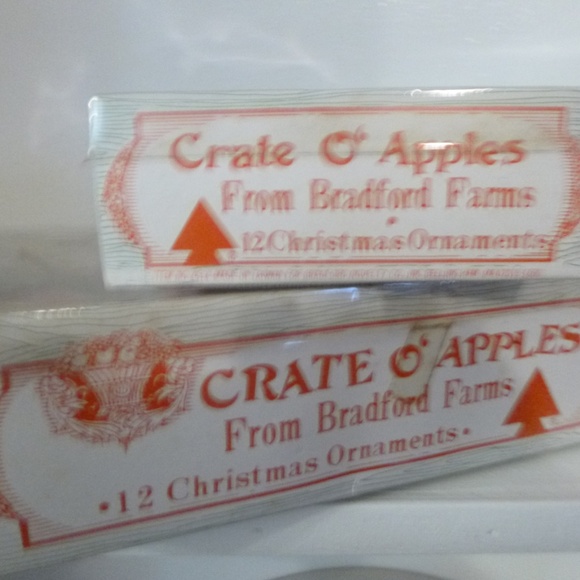 Crate O' Apples
From Bradford Farms
12 Christmas Ornaments
CRATE O' APPLES
From Bradford Farms
•12 Christmas Ornaments•